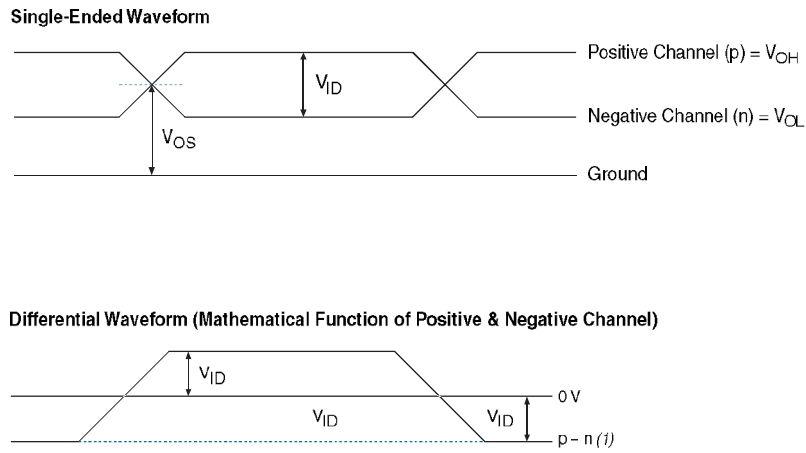 Single-Ended Waveform
Positive Channel (p) = VOH
VID
Negative Channel (n) = VOL
VOS
Ground
Differential Waveform (Mathematical Function of Positive & Negative Channel)
VID
0 V
VID
VID
p – n (1)